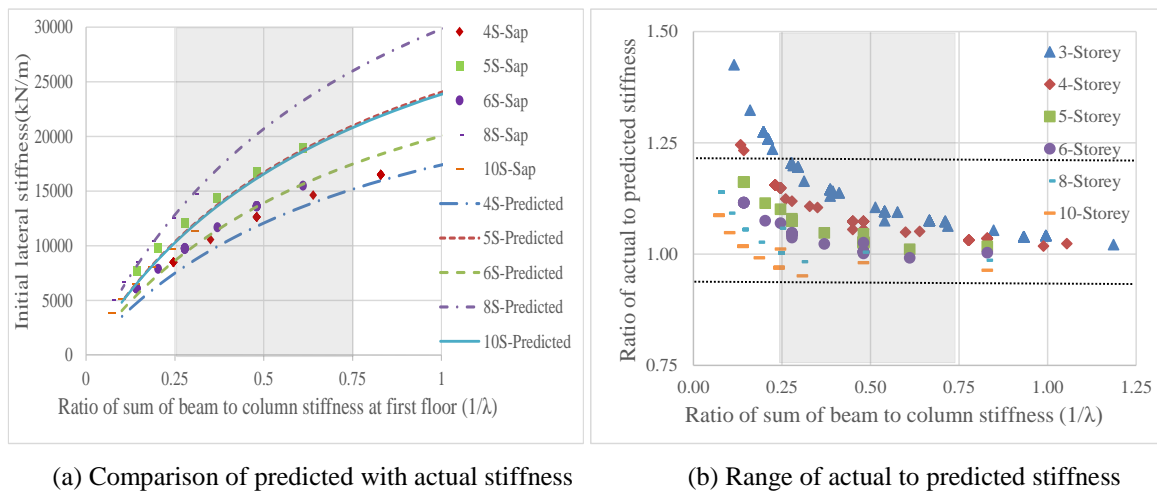 30000
25000
20000
15000
10000
5000
0
0
0.25
0.5
0.75
1
Initial lateral stiffness(kN/m)
Ratio of sum of beam to column stiffness at first floor (1/λ)
4S-Sap
5S-Sap
6S-Sap
8S-Sap
10S-Sap
4S-Predicted
5S-Predicted
6S-Predicted
8S-Predicted
10S-Predicted
(a) Comparison of predicted with actual stiffness
1.50
1.25
1.00
0.75
0.00
0.25
0.50
0.75
1.00
1.25
Ratio of actual to predicted stiffness
Ratio of sum of beam to column stiffness (1/λ)
3-Storey
4-Storey
5-Storey
6-Storey
8-Storey
10-Storey
(b) Range of actual to predicted stiffness